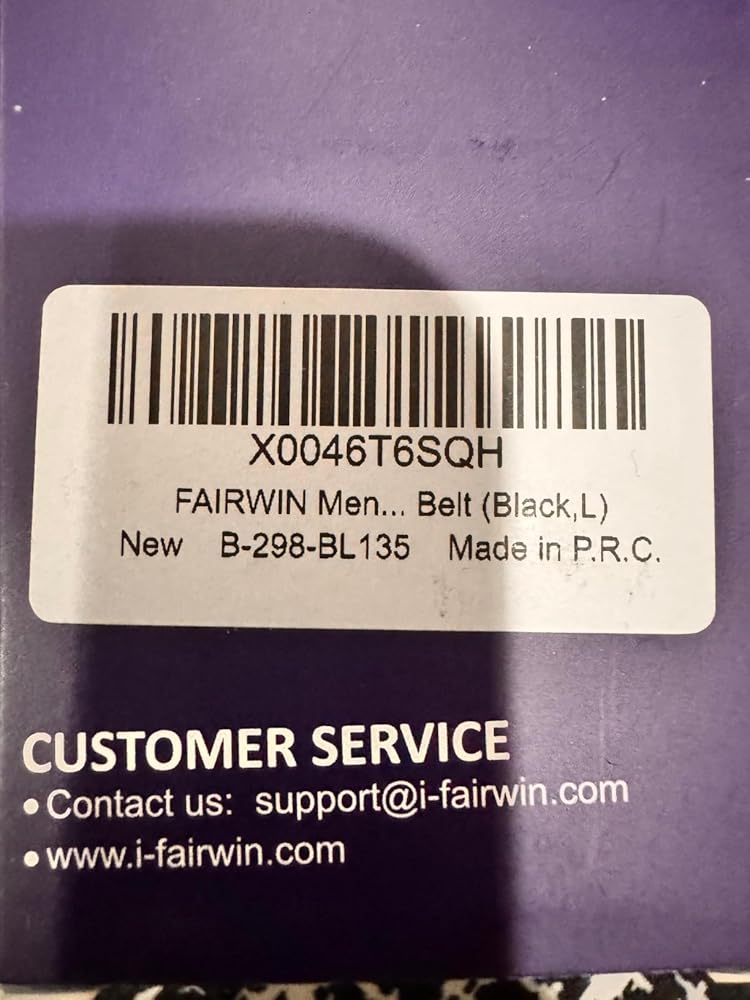 X0046T6SQH
FAIRWIN Men... Belt (Black,L)
New B-298-BL135 Made in P.R.C.
CUSTOMER SERVICE
• Contact us: support@i-fairwin.com
• www.i-fairwin.com